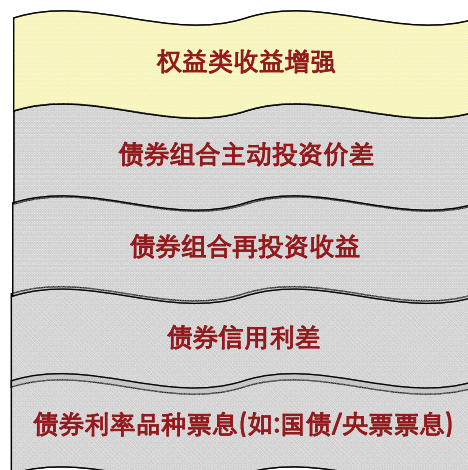 权益类收益增强
债券组合主动投资价差
债券组合再投资收益
债券信用利差
债券利率品种票息(如:国债/央票票息)